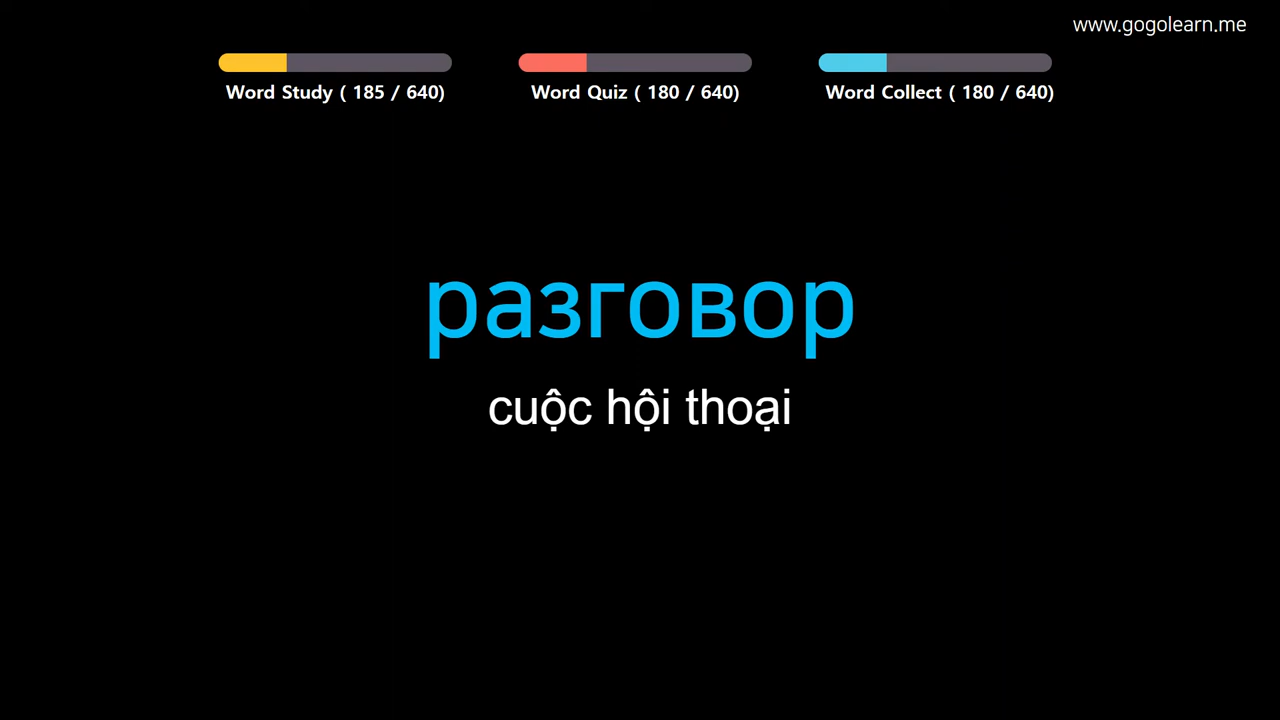 www.gogolearn.me
Word Study ( 185 / 640)
Word Quiz ( 180 / 640)
Word Collect ( 180 / 640)
разговор
cuộc hội thoại